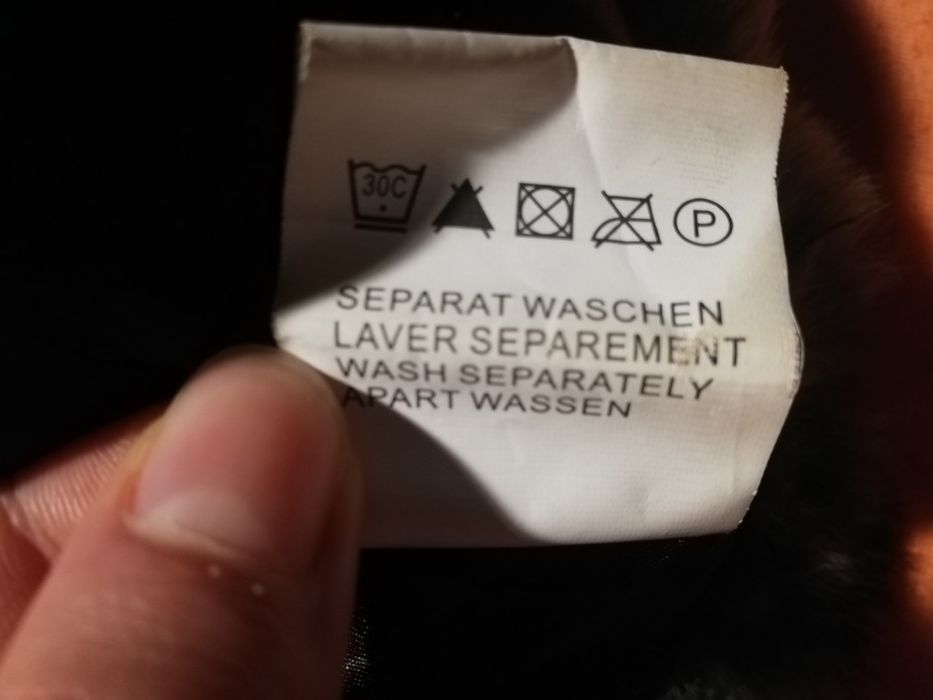 30C
P
SEPARAT WASCHEN
LAVER SEPAREMENT
WASH SEPARATELY
APART WASSEN